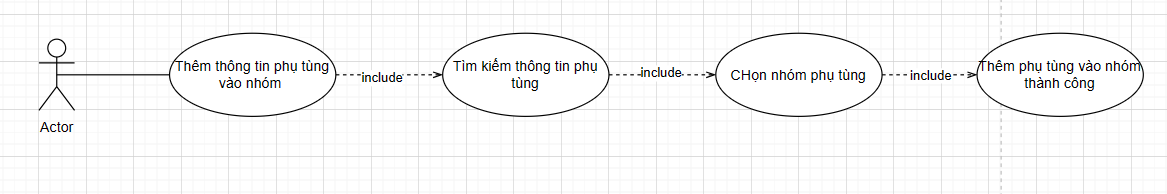 Thêm thông tin phụ tùng
vào nhóm
include
Tìm kiếm thông tin phụ
tùng
include
CHọn nhóm phụ tùng
include
Thêm phụ tùng vào nhóm
thành công
Actor